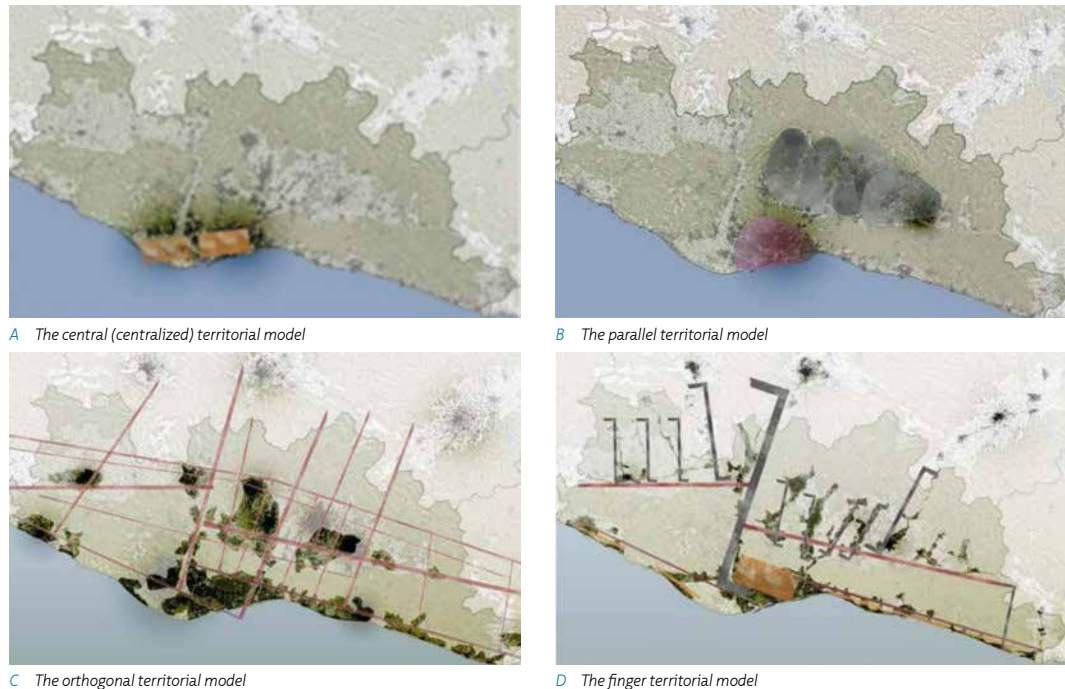 A The central (centralized) territorial model
B The parallel territorial model
C The orthogonal territorial model
D The finger territorial model